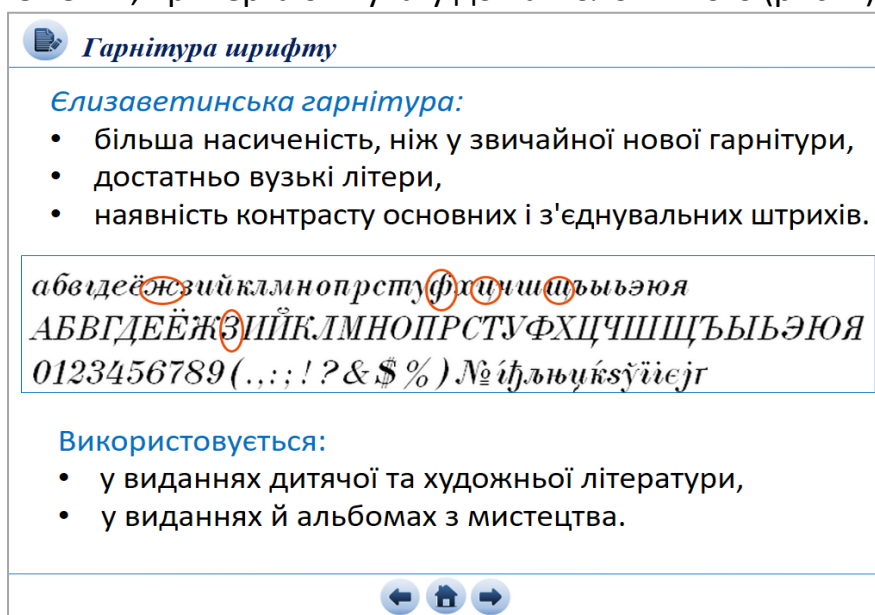 Гарнітура шрифту
Єлизаветинська гарнітура:
• більша насиченість, ніж у звичайної нової гарнітури,
• достатньо вузькі літери,
• наявність контрасту основних і з'єднувальних штрихів.
абвгдеёжзийклмнопрстуфхцчшщъыьэюя
АБВГДЕЁЖЗИЙКЛМНОПРСТУФХЦЧШЩЪЫЬЭЮЯ
0123456789(.,:;!?&$%)№íђљњџќѕўїієјґ
Використовується:
• у виданнях дитячої та художньої літератури,
• у виданнях й альбомах з мистецтва.